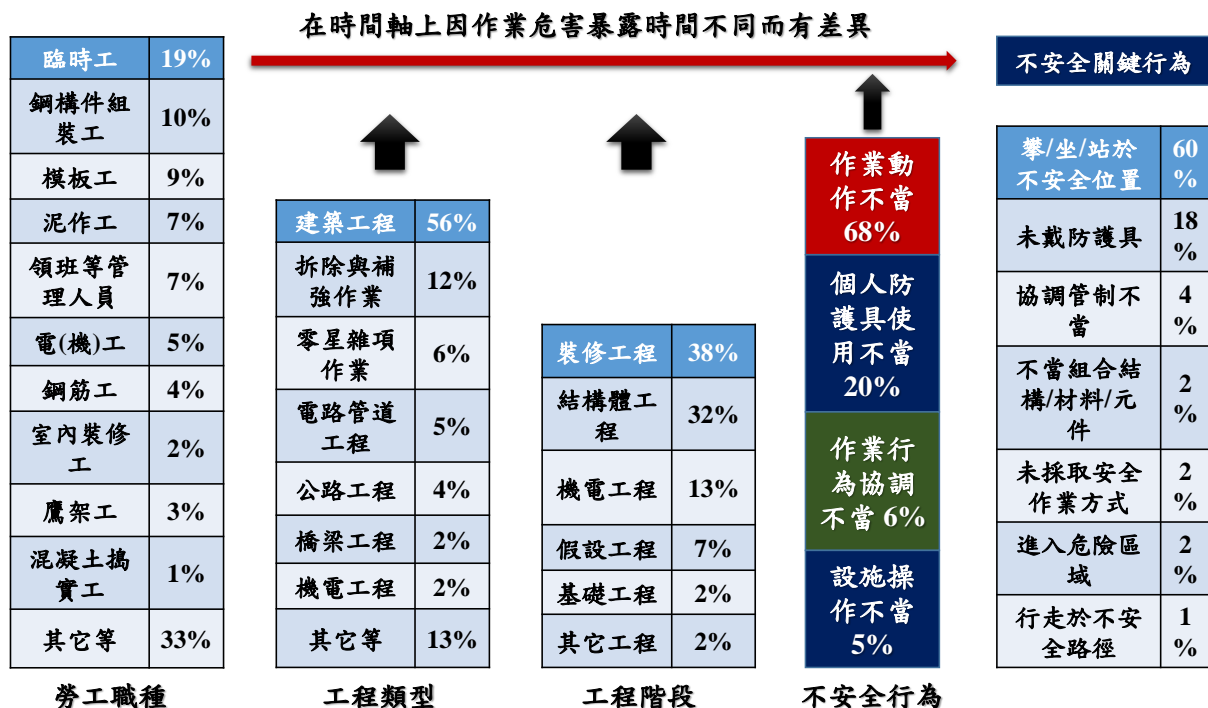 在時間軸上因作業危害暴露時間不同而有差異
臨時工 19%
鋼構件組
裝工 10%
模板工 9%
泥作工 7%
領班等管
理人員 7%
電(機)工 5%
鋼筋工 4%
室內裝修
工 2%
鷹架工 3%
混凝土搗
實工 1%
其它等 33%
勞工職種
建築工程 56%
拆除與補
強作業 12%
零星雜項
作業 6%
電路管道
工程 5%
公路工程 4%
橋梁工程 2%
機電工程 2%
其它等 13%
工程類型
裝修工程 38%
結構體工
程 32%
機電工程 13%
假設工程 7%
基礎工程 2%
其它工程 2%
工程階段
作業動
作不當
68%
個人防
護具使
用不當
20%
作業行
為協調
不當 6%
設施操
作不當
5%
不安全行為
不安全關鍵行為
攀/坐/站於 60
不安全位置 %
未戴防護具 18
%
協調管制不 4
當 %
不當組合結
構/材料/元 2
件 %
未採取安全 2
作業方式 %
進入危險區 2
域 %
行走於不安 1
全路徑 %